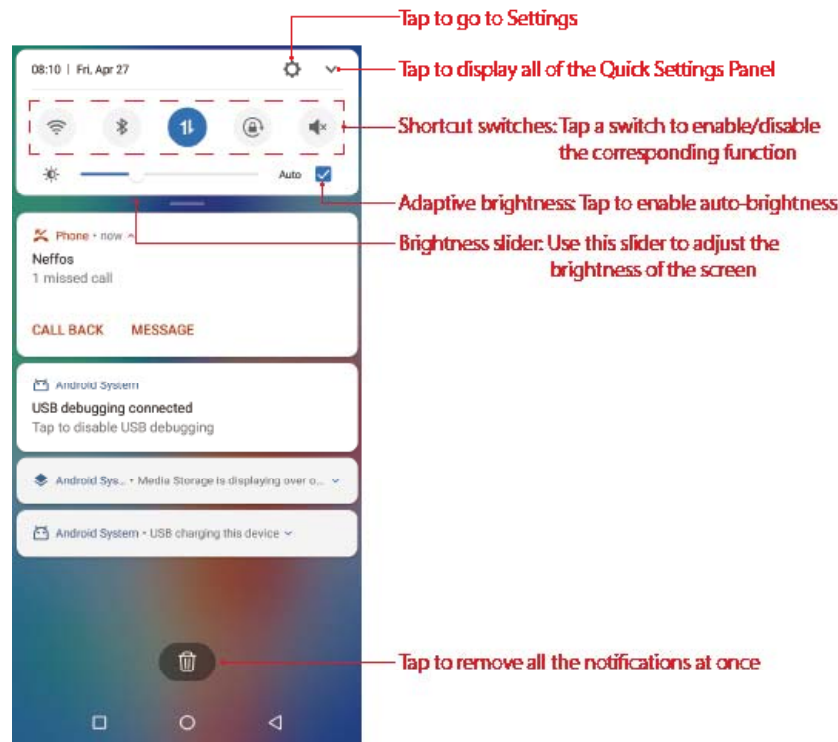 Tap to go to Settings
08:10 | Fri, Apr 27
Tap to display all of the Quick Settings Panel
Shortcut switches: Tap a switch to enable/disable
the corresponding function
Auto
Adaptive brightness: Tap to enable auto-brightness
Brightness slider: Use this slider to adjust the
brightness of the screen
Phone • now
Neffos
1 missed call
CALL BACK MESSAGE
Android System
USB debugging connected
Tap to disable USB debugging
Android Sys... • Media Storage is displaying over o...
Android System • USB charging this device
Tap to remove all the notifications at once